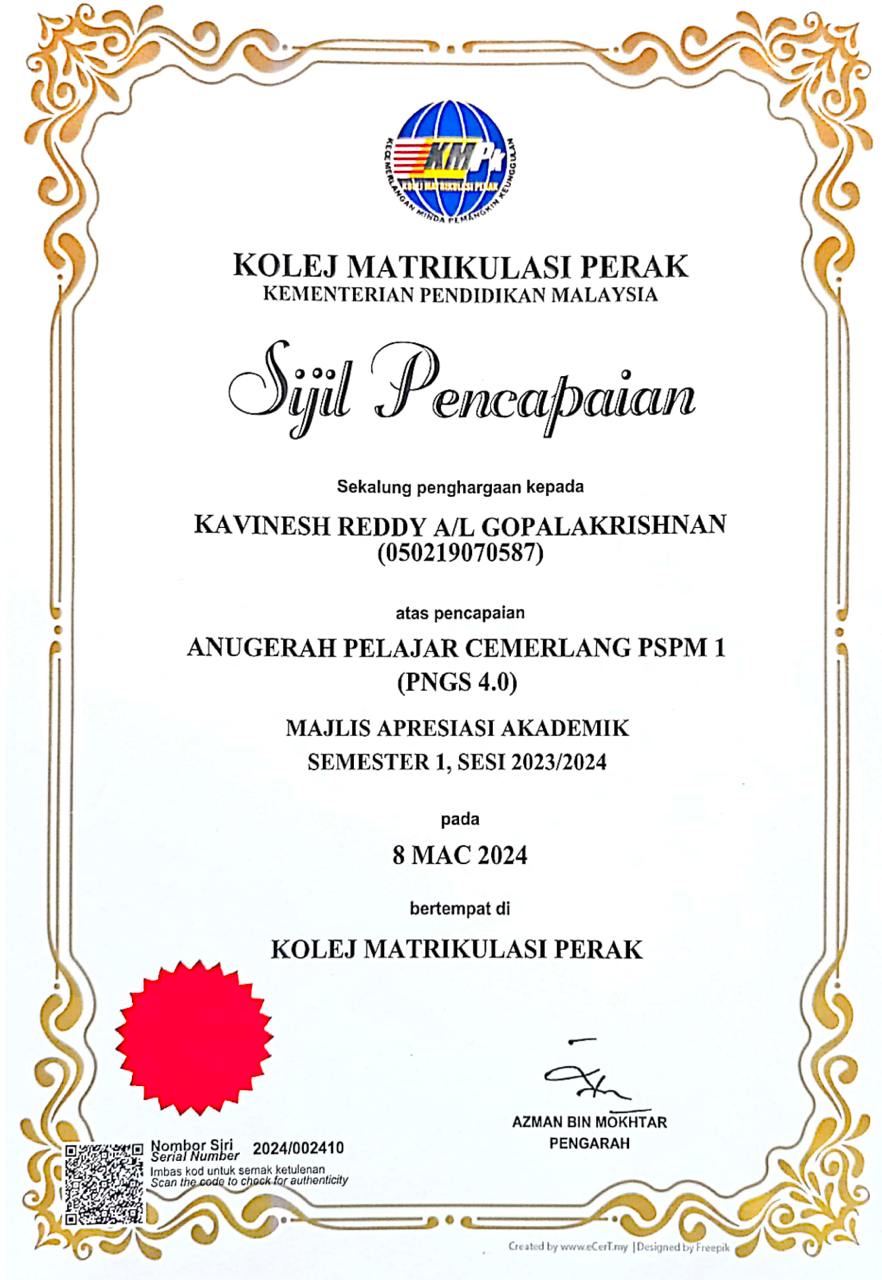 KMPk
KOLEJ MATRIKULASI PERAK
KECEMERLANGAN MINDA PEMANGKIN KEUNGGULAN
KOLEJ MATRIKULASI PERAK
KEMENTERIAN PENDIDIKAN MALAYSIA
Sijil Pencapaian
Sekalung penghargaan kepada
KAVINESH REDDY A/L GOPALAKRISHNAN
(050219070587)
atas pencapaian
ANUGERAH PELAJAR CEMERLANG PSPM 1
(PNGS 4.0)
MAJLIS APRESIASI AKADEMIK
SEMESTER 1, SESI 2023/2024
pada
8 MAC 2024
bertempat di
KOLEJ MATRIKULASI PERAK
AZMAN BIN MOKHTAR
PENGARAH
Nombor Siri
Serial Number 2024/002410
Imbas kod untuk semak ketulenan
Scan the code to check for authenticity
Created by www.eCerT.my | Designed by Freepik